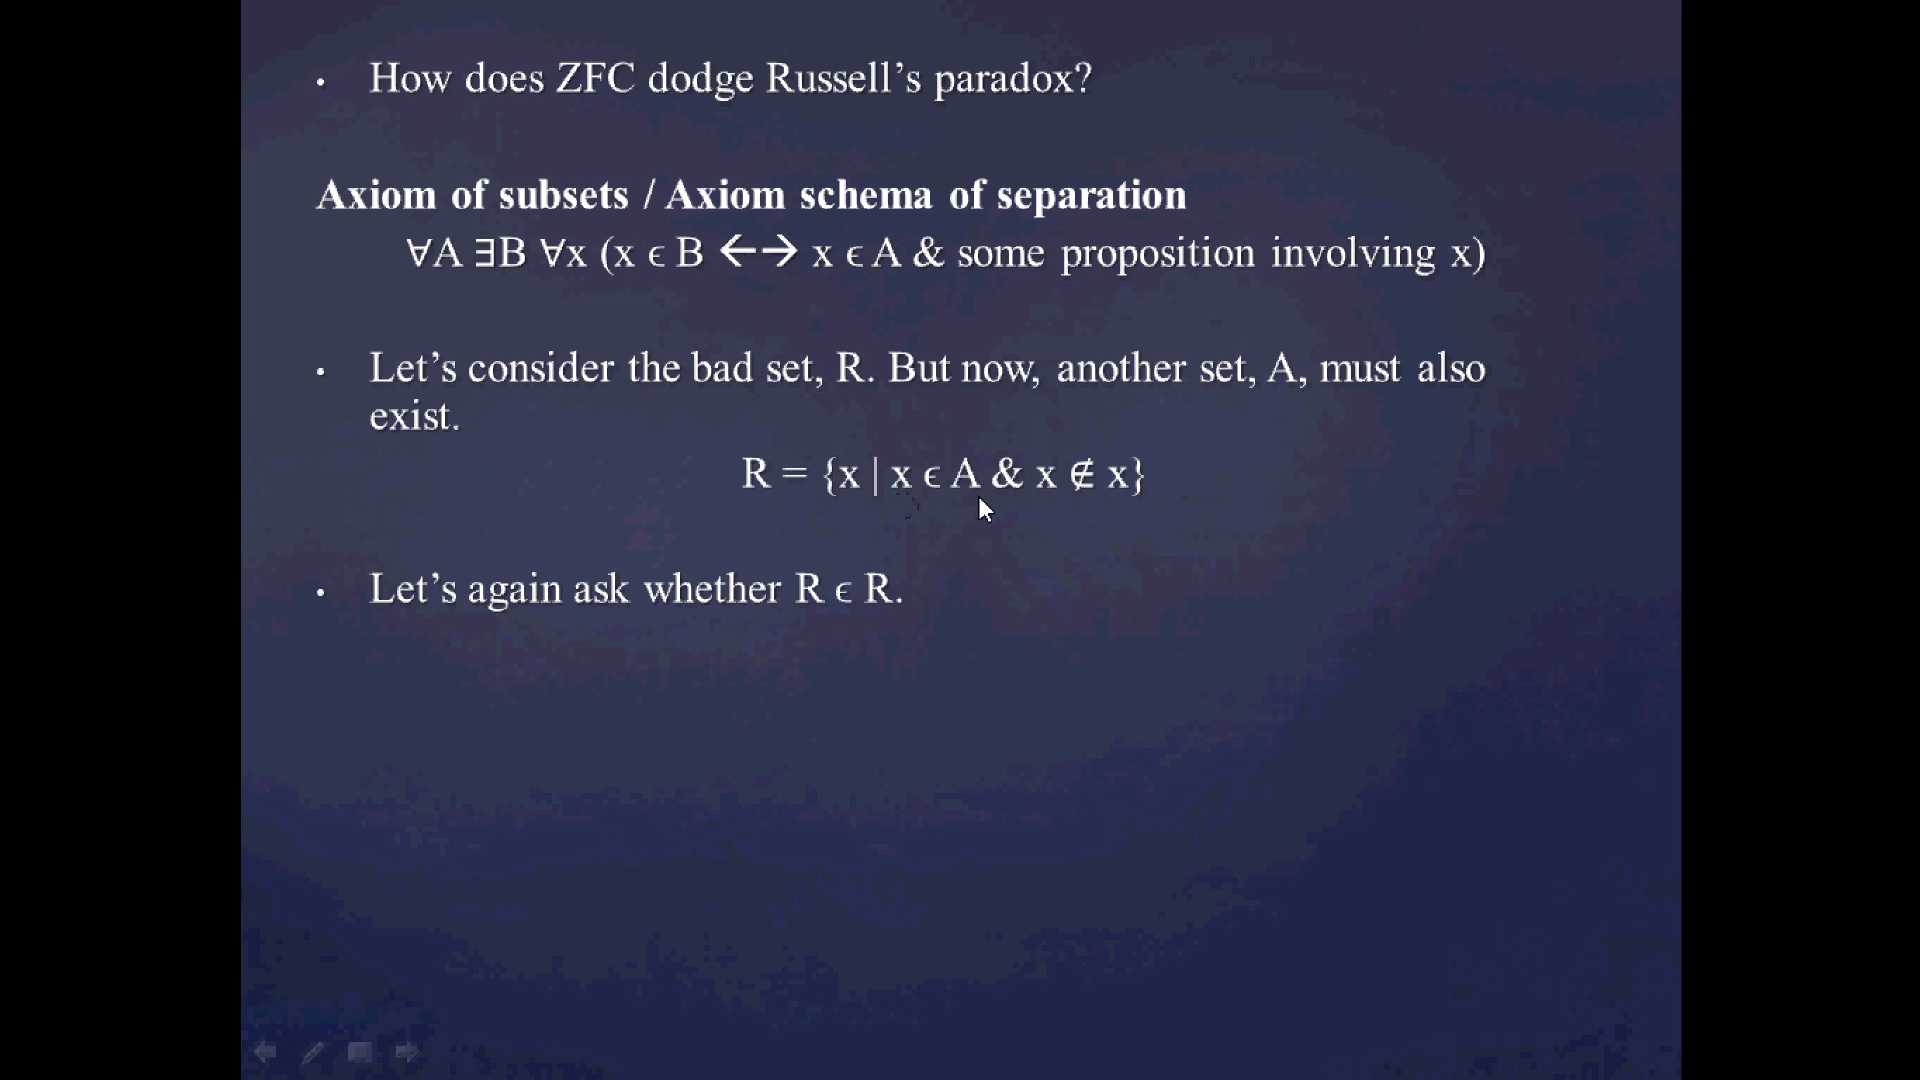 • How does ZFC dodge Russell’s paradox?
Axiom of subsets / Axiom schema of separation
∀A ∃B ∀x (x ϵ B ←→ x ϵ A & some proposition involving x)
• Let’s consider the bad set, R. But now, another set, A, must also
exist.
R = {x | x ϵ A & x ∉ x}
• Let’s again ask whether R ϵ R.